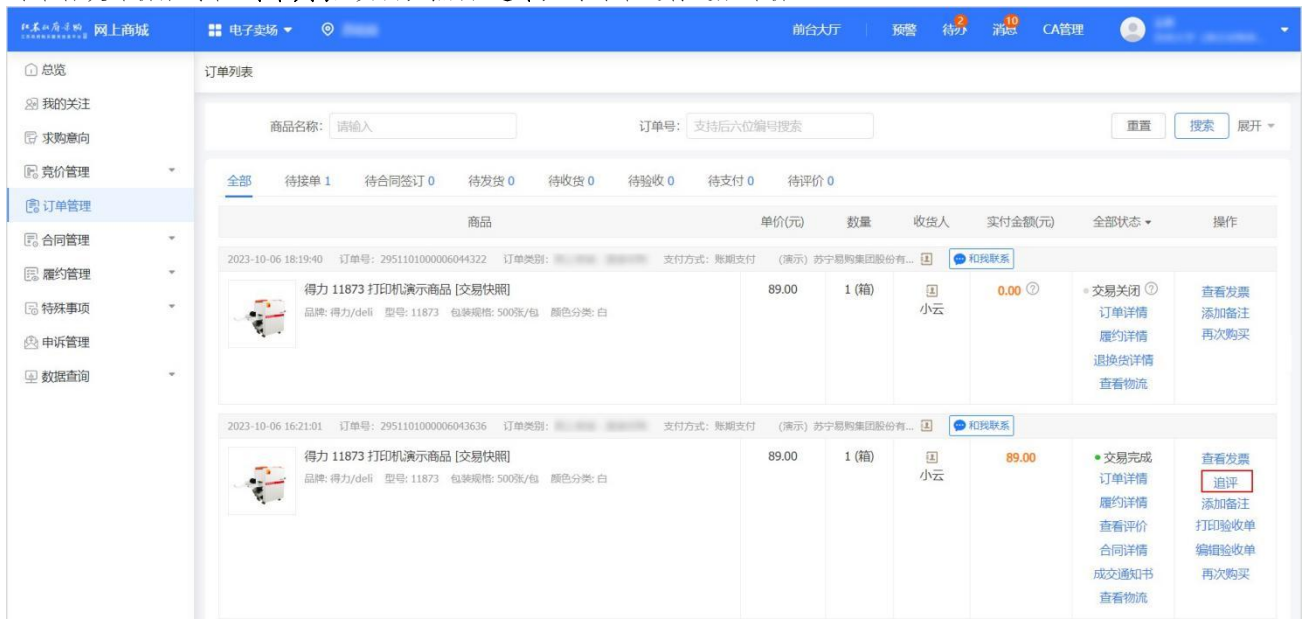 网上商城 电子卖场 前台大厅 预警 待办 2 消息 10 CA管理
总览
我的关注
求购意向
竞价管理
订单管理
合同管理
履约管理
特殊事项
申诉管理
数据查询
订单列表
商品名称: 请输入 订单号: 支持后六位编号搜索 重置 搜索 展开
全部 待接单 1 待合同签订 0 待发货 0 待收货 0 待验收 0 待支付 0 待评价 0
商品 单价(元) 数量 收货人 实付金额(元) 全部状态 操作
2023-10-06 18:19:40 订单号: 2951101000006044322 订单类别: 支付方式: 账期支付 (演示) 苏宁易购集团股份有... 和我联系
得力 11873 打印机演示商品 [交易快照] 89.00 1 (箱) 小云 0.00 交易关闭 查看发票
品牌: 得力/deli 型号: 11873 包装规格: 500张/包 颜色分类: 白
订单详情 添加备注
履约详情 再次购买
退换货详情
查看物流
2023-10-06 16:21:01 订单号: 2951101000006043636 订单类别: 支付方式: 账期支付 (演示) 苏宁易购集团股份有... 和我联系
得力 11873 打印机演示商品 [交易快照] 89.00 1 (箱) 小云 89.00 交易完成 查看发票
品牌: 得力/deli 型号: 11873 包装规格: 500张/包 颜色分类: 白
订单详情 追评
履约详情 添加备注
查看评价 打印验收单
合同详情 编辑验收单
成交通知书 再次购买
查看物流